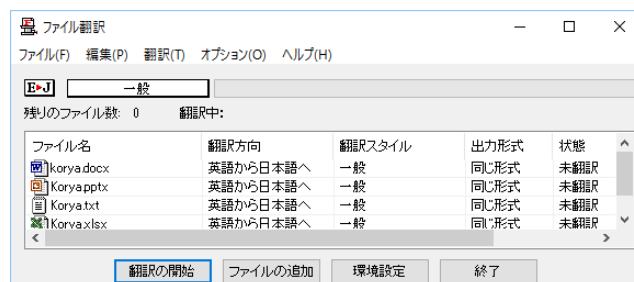 ファイル翻訳
ファイル(F) 編集(P) 翻訳(T) オプション(O) ヘルプ(H)
E▶J 一般
残りのファイル数: 0 翻訳中:
ファイル名 翻訳方向 翻訳スタイル 出力形式 状態
korya.docx 英語から日本語へ 一般 同じ形式 未翻訳
Korya.pptx 英語から日本語へ 一般 同じ形式 未翻訳
Korya.txt 英語から日本語へ 一般 同じ形式 未翻訳
Korya.xlsx 英語から日本語へ 一般 同じ形式 未翻訳
翻訳の開始 ファイルの追加 環境設定 終了